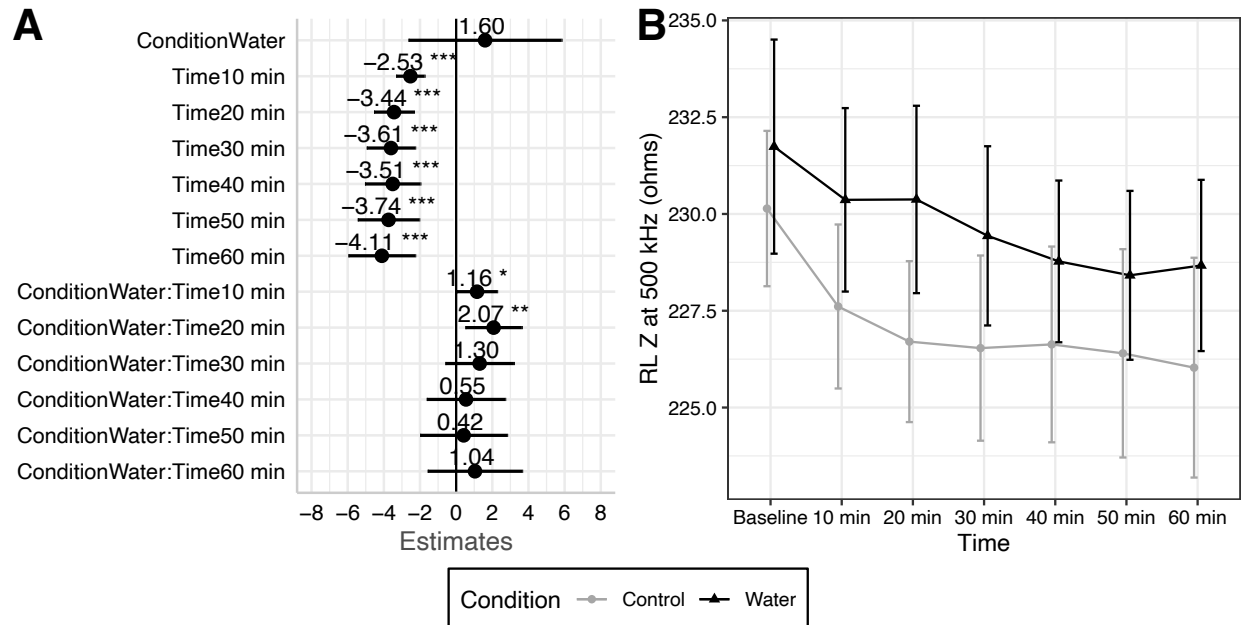 A
ConditionWater
1.60
Time10 min
−2.53 ***
Time20 min
−3.44 ***
Time30 min
−3.61 ***
Time40 min
−3.51 ***
Time50 min
−3.74 ***
Time60 min
−4.11 ***
ConditionWater:Time10 min
1.16 *
ConditionWater:Time20 min
2.07 **
ConditionWater:Time30 min
1.30
ConditionWater:Time40 min
0.55
ConditionWater:Time50 min
0.42
ConditionWater:Time60 min
1.04
−8 −6 −4 −2 0 2 4 6 8
Estimates
B
235.0
232.5
230.0
227.5
225.0
RL Z at 500 kHz (ohms)
Baseline 10 min 20 min 30 min 40 min 50 min 60 min
Time
Condition Control Water